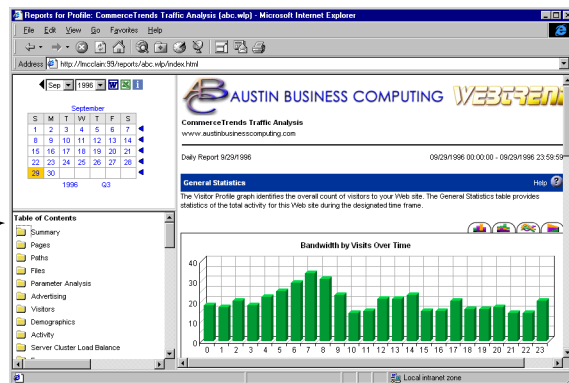 Reports for Profile: CommerceTrends Traffic Analysis (abc.wlp) - Microsoft Internet Explorer
File Edit View Go Favorites Help
Address http://lmcclain:99/reports/abc.wlp/index.html
Sep 1996 W X i
September
S M T W T F S
1 2 3 4 5 6 7
8 9 10 11 12 13 14
15 16 17 18 19 20 21
22 23 24 25 26 27 28
29 30
1996 Q3
Table of Contents
Summary
Pages
Paths
Files
Parameter Analysis
Advertising
Visitors
Demographics
Activity
Server Cluster Load Balance
ABC AUSTIN BUSINESS COMPUTING WEBTREN
CommerceTrends Traffic Analysis
www.austinbusinesscomputing.com
Daily Report 9/29/1996 09/29/1996 00:00:00 - 09/29/1996 23:59:59
General Statistics Help ?
The Visitor Profile graph identifies the overall count of visitors to your Web site. The General Statistics table provides
statistics of the total activity for this Web site during the designated time frame.
Bandwidth by Visits Over Time
40
30
20
10
0
0 1 2 3 4 5 6 7 8 9 10 11 12 13 14 15 16 17 18 19 20 21 22 23
Local intranet zone